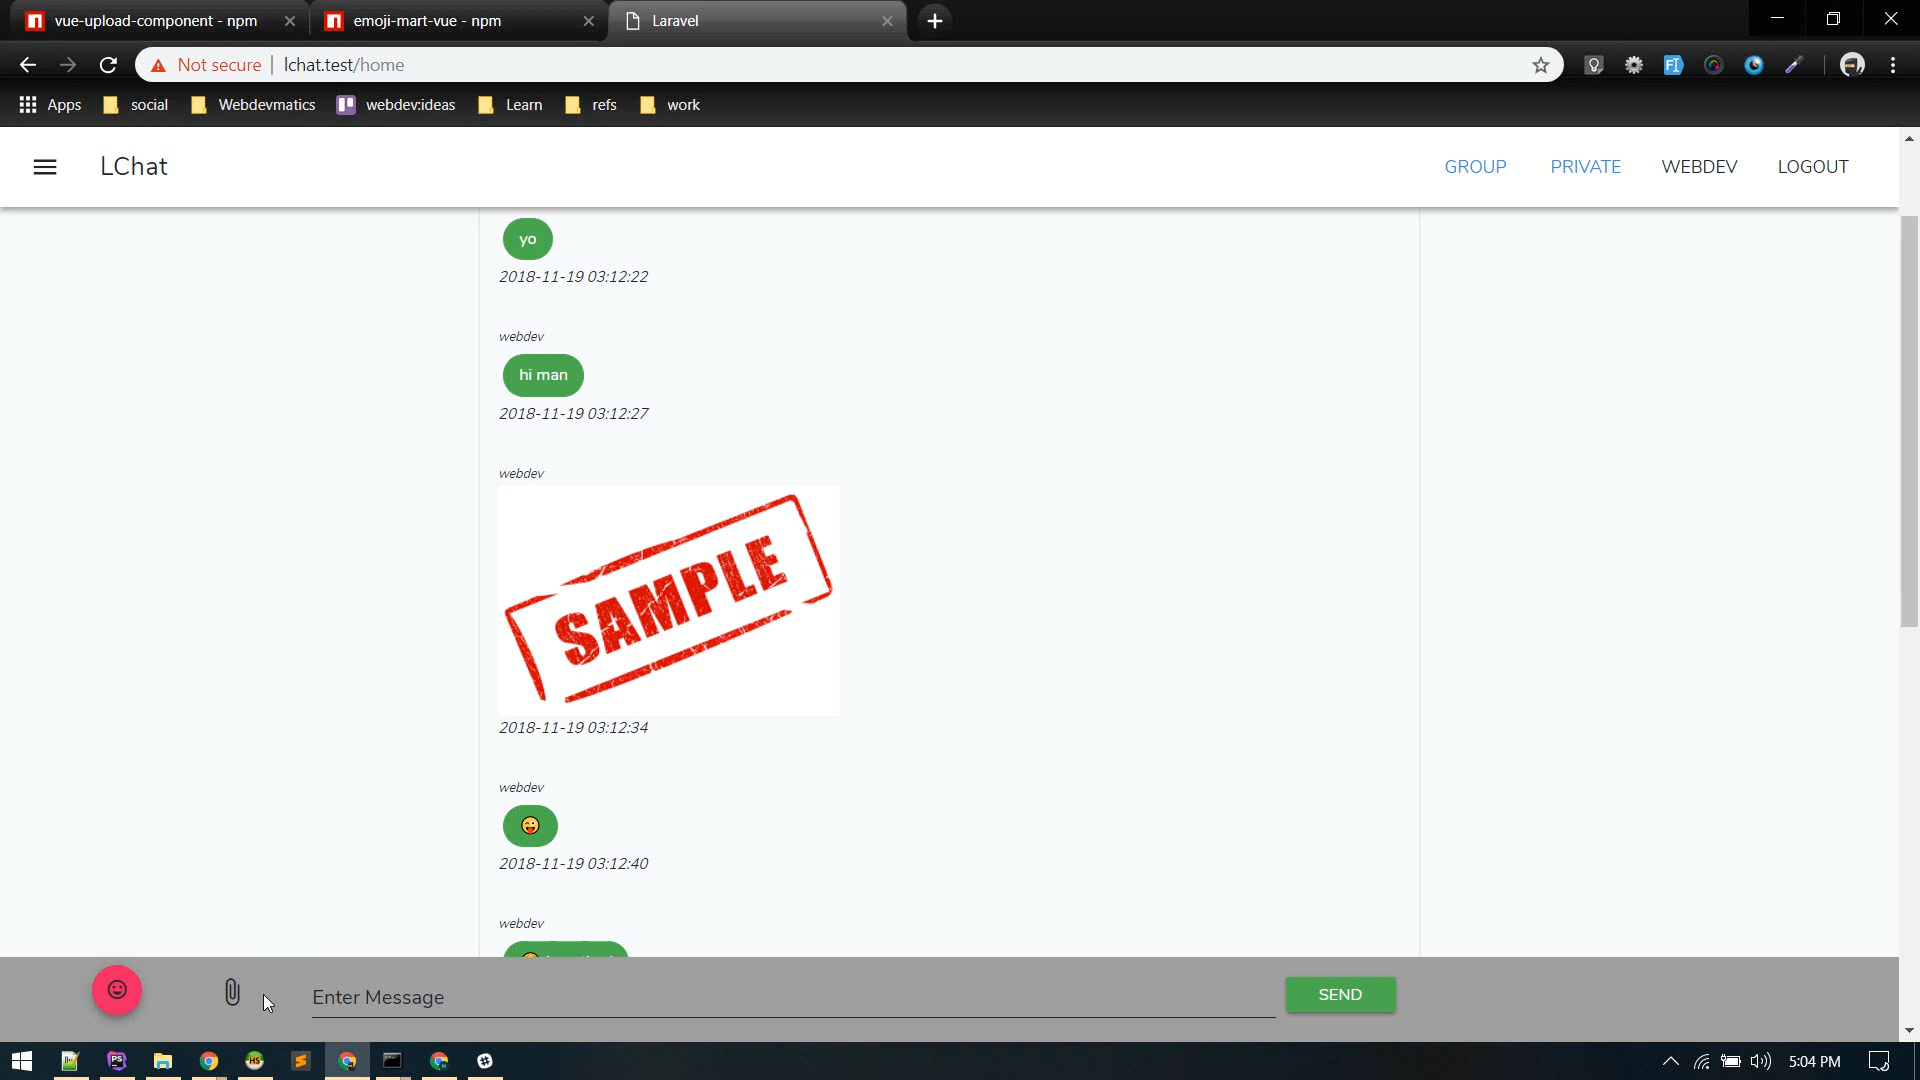 vue-upload-component - npm
emoji-mart-vue - npm
Laravel
Not secure
lchat.test/home
Apps
social
Webdevmatics
webdev:ideas
Learn
refs
work
LChat
GROUP
PRIVATE
WEBDEV
LOGOUT
yo
2018-11-19 03:12:22
webdev
hi man
2018-11-19 03:12:27
webdev
SAMPLE
2018-11-19 03:12:34
webdev
2018-11-19 03:12:40
webdev
Enter Message
SEND
5:04 PM